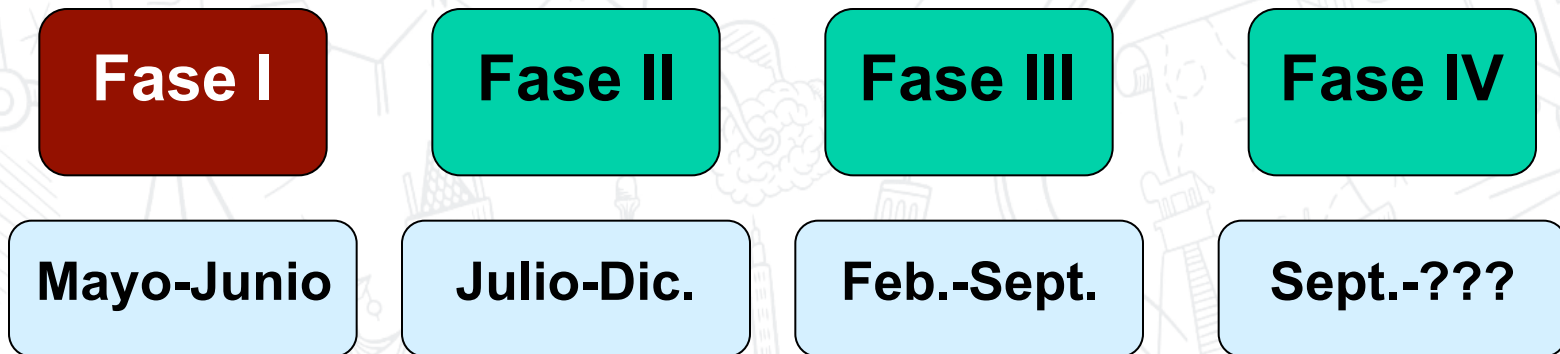 Fase I
Fase II
Fase III
Fase IV
Mayo-Junio
Julio-Dic.
Feb.-Sept.
Sept.-???